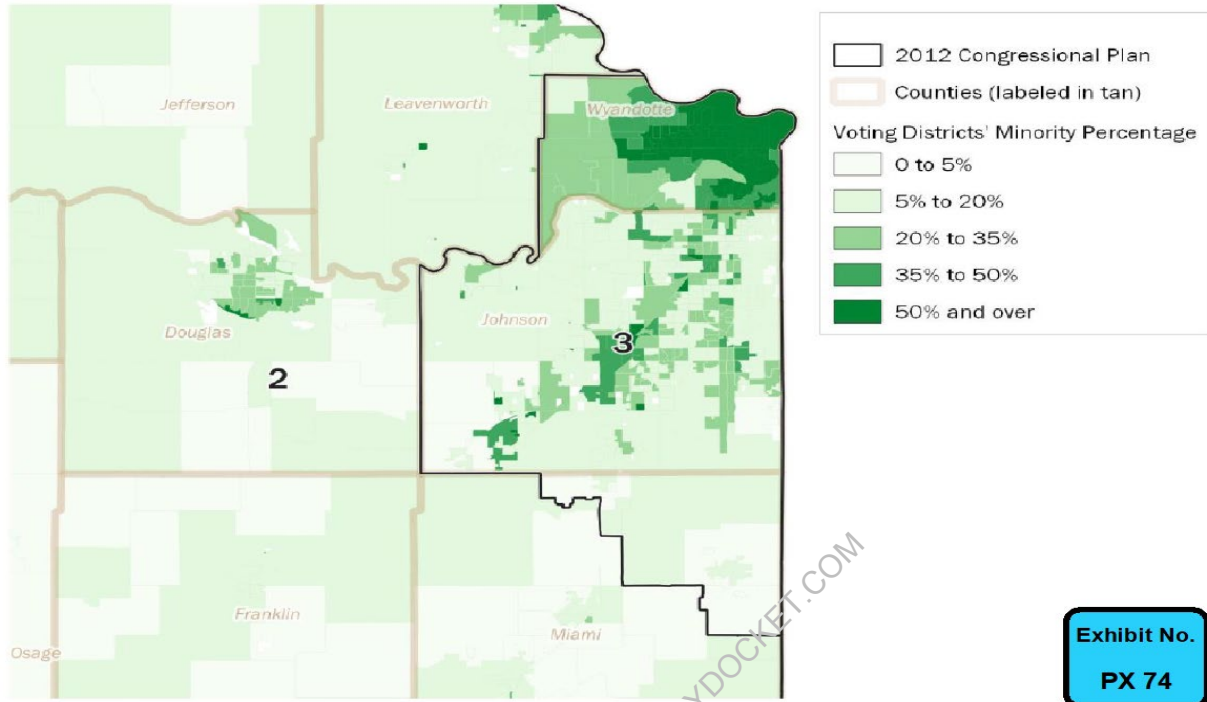 2012 Congressional Plan
Counties (labeled in tan)
Voting Districts' Minority Percentage
0 to 5%
5% to 20%
20% to 35%
35% to 50%
50% and over
Jefferson
Leavenworth
Wyandotte
Douglas
Johnson
3
2
Franklin
Miami
Osage
YDOCKET.COM
Exhibit No.
PX 74